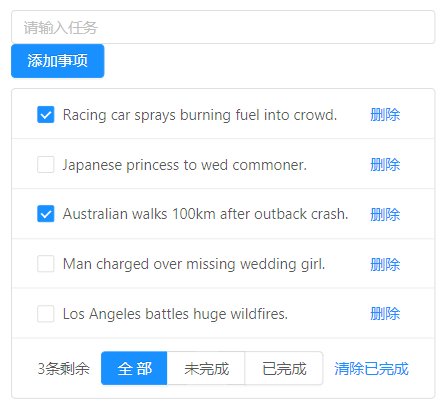 请输入任务
添加事项
Racing car sprays burning fuel into crowd. 删除
Japanese princess to wed commoner. 删除
Australian walks 100km after outback crash. 删除
Man charged over missing wedding girl. 删除
Los Angeles battles huge wildfires. 删除
3条剩余 全部 未完成 已完成 清除已完成